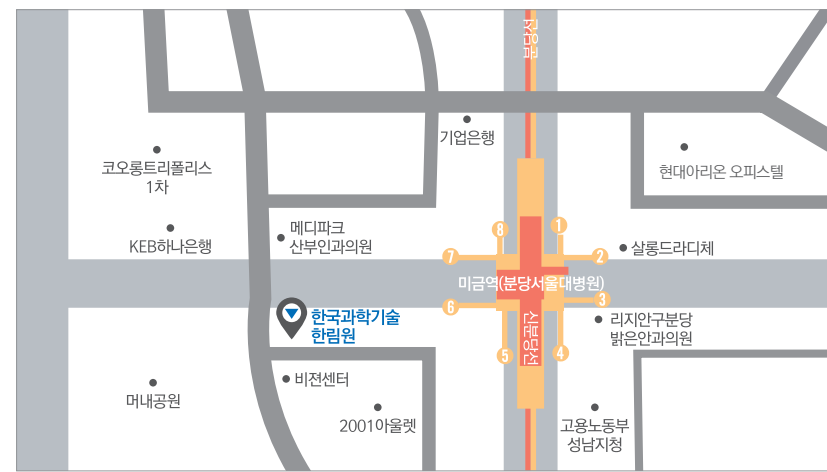 분당선
기업은행
코오롱트리폴리스
1차
현대아리온 오피스텔
KEB하나은행
메디파크
산부인과의원
8
1
7
2
살롱드라디체
미금역(분당서울대병원)
6
3
한국과학기술
한림원
신분당선
리지안구분당
밝은안과의원
5
4
비젼센터
머내공원
2001아울렛
고용노동부
성남지청